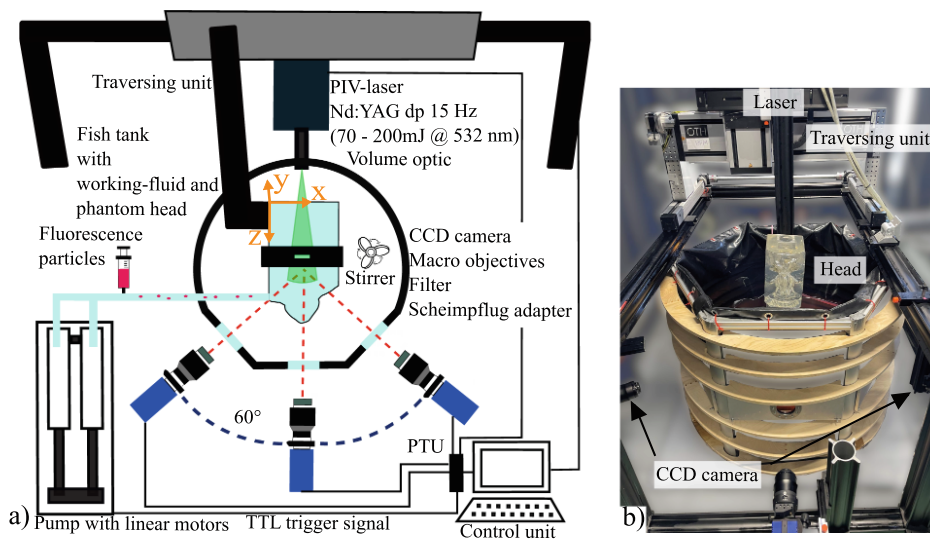 Traversing unit
PIV-laser
Nd:YAG dp 15 Hz
(70 - 200mJ @ 532 nm)
Volume optic
Fish tank
with
working-fluid and
phantom head
Fluorescence
particles
y
x
z
Stirrer
CCD camera
Macro objectives
Filter
Scheimpflug adapter
60°
PTU
a)
Pump with linear motors
TTL trigger signal
Control unit
Laser
OTH
Traversing unit
Head
CCD camera
b)